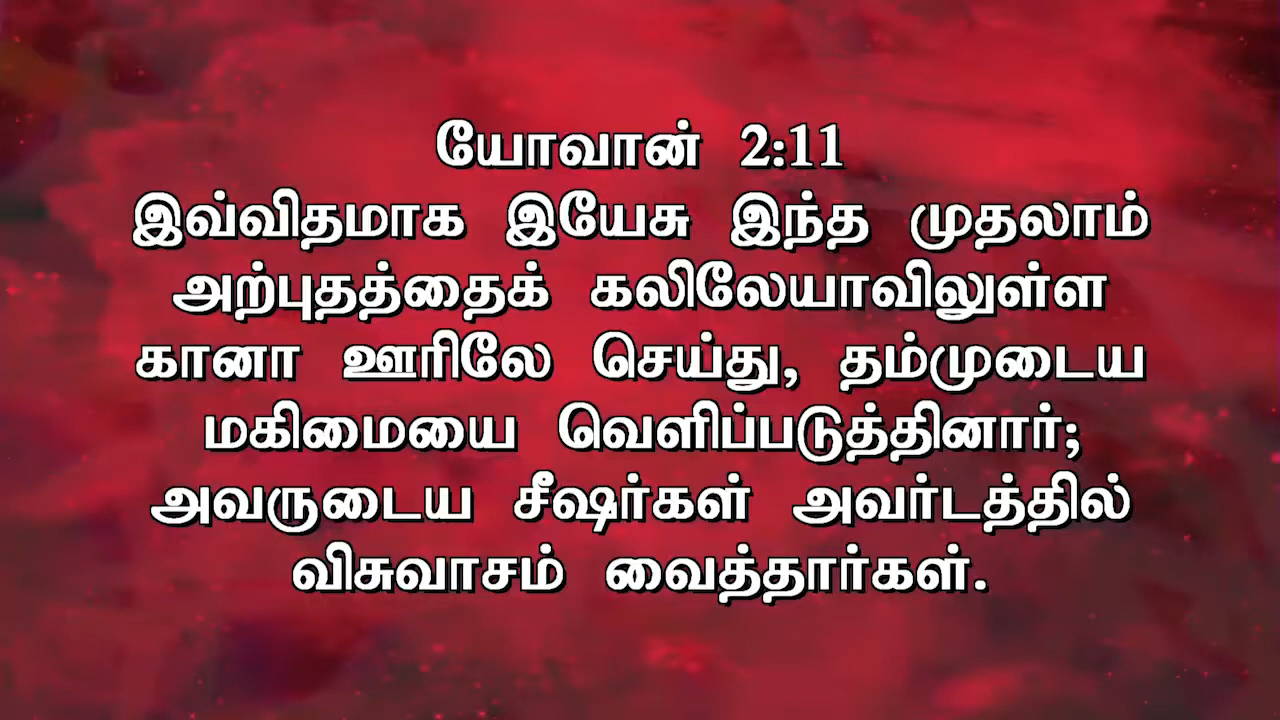 யோவான் 2:11
இவ்விதமாக இயேசு இந்த முதலாம்
அற்புதத்தைக் கலிலேயாவிலுள்ள
கானா ஊரிலே செய்து, தம்முடைய
மகிமையை வெளிப்படுத்தினார்;
அவருடைய சீஷர்கள் அவர்டத்தில்
விசுவாசம் வைத்தார்கள்.